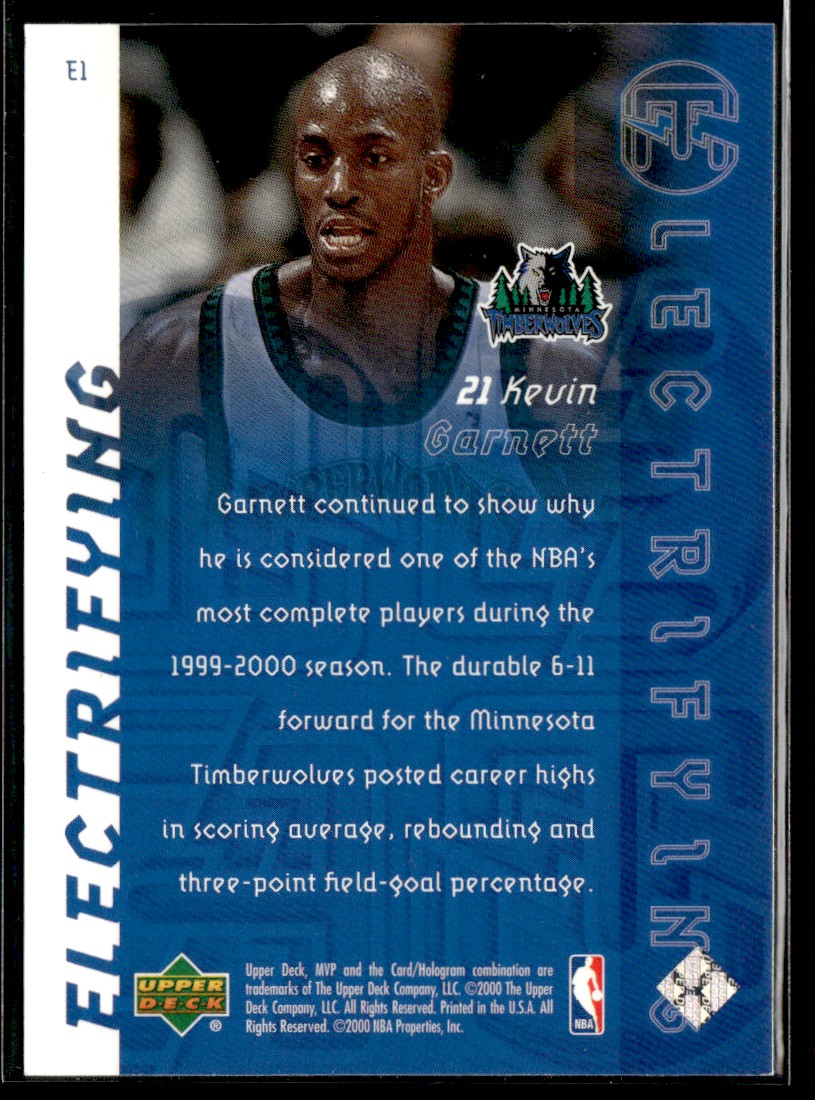 E1
MINNESOTA
TIMBERWOLVES
21 Kevin
Garnett
Garnett continued to show why
he is considered one of the NBA's
most complete players during the
1999-2000 season. The durable 6-11
forward for the Minnesota
Timberwolves posted career highs
in scoring average, rebounding and
three-point field-goal percentage.
ELECTRIFYING
ELECTRIFYING
UPPER
DECK
®
Upper Deck, MVP and the Card/Hologram combination are
trademarks of The Upper Deck Company, LLC. ©2000 The Upper
Deck Company, LLC. All Rights Reserved. Printed in the U.S.A. All
Rights Reserved. ©2000 NBA Properties, Inc.
NBA